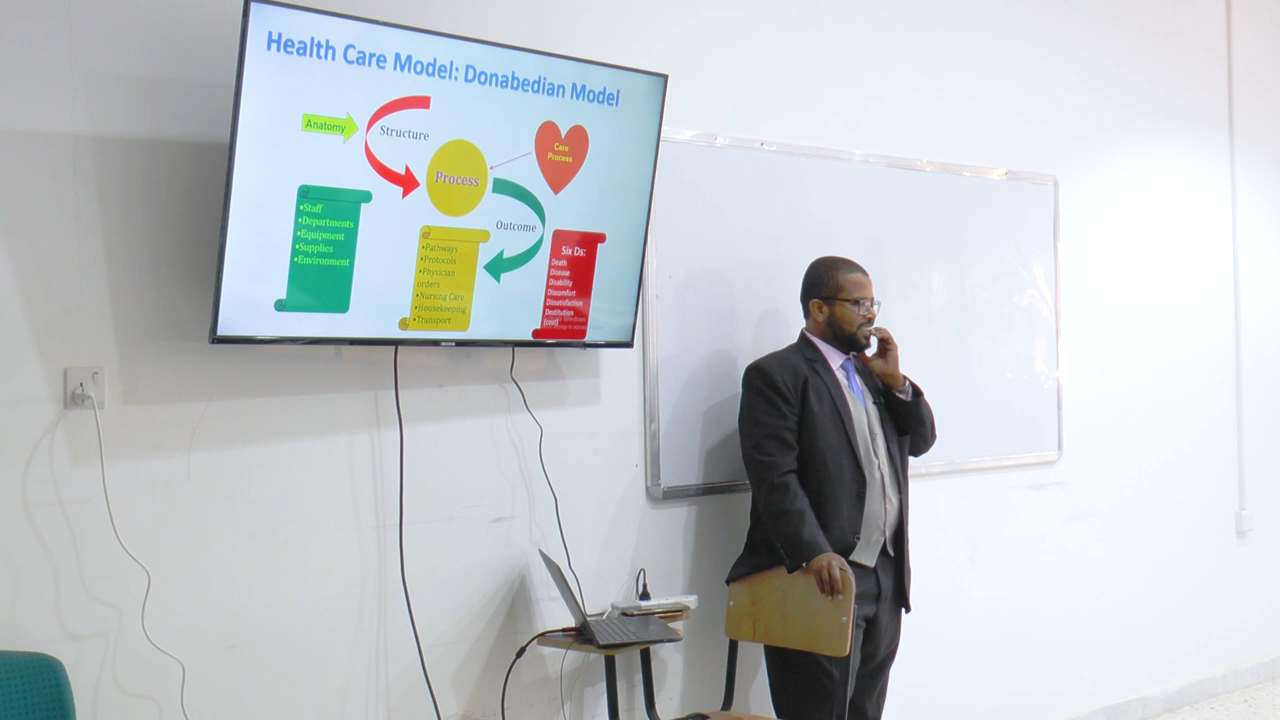 Health Care Model: Donabedian Model
Anatomy
Structure
Care
Process
Process
Outcome
•Staff
•Departments
•Equipment
•Supplies
•Environment
•Pathways
•Protocols
•Physician
orders
•Nursing Care
•Housekeeping
•Transport
Six Ds:
Death
Disease
Disability
Discomfort
Dissatisfaction
Destitution
(cost)